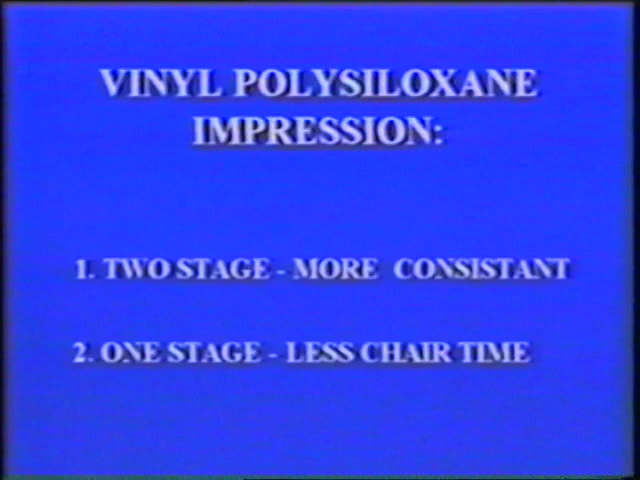 VINYL POLYSILOXANE
IMPRESSION:
1. TWO STAGE - MORE CONSISTANT
2. ONE STAGE - LESS CHAIR TIME